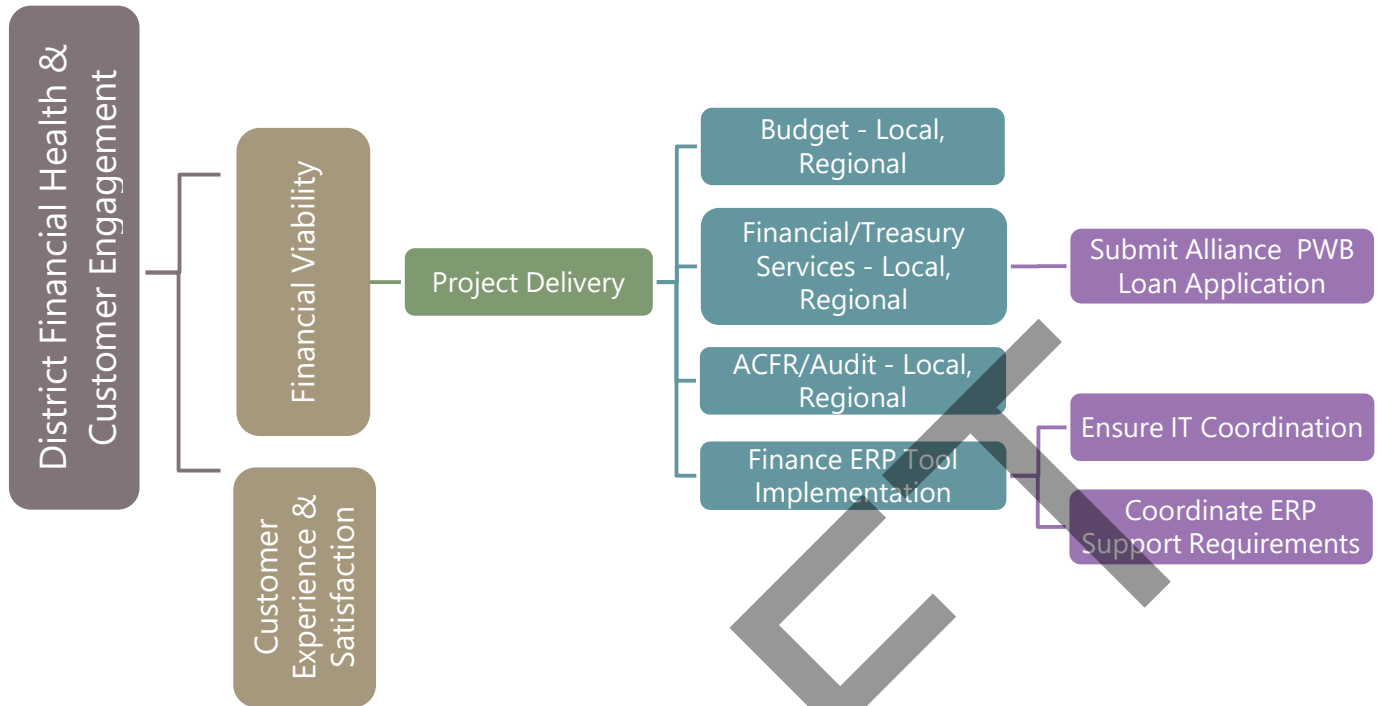 District Financial Health &
Customer Engagement
Financial Viability
Customer
Experience &
Satisfaction
Project Delivery
Budget - Local,
Regional
Financial/Treasury
Services - Local,
Regional
ACFR/Audit - Local,
Regional
Finance ERP Tool
Implementation
Submit Alliance PWB
Loan Application
Ensure IT Coordination
Coordinate ERP
Support Requirements